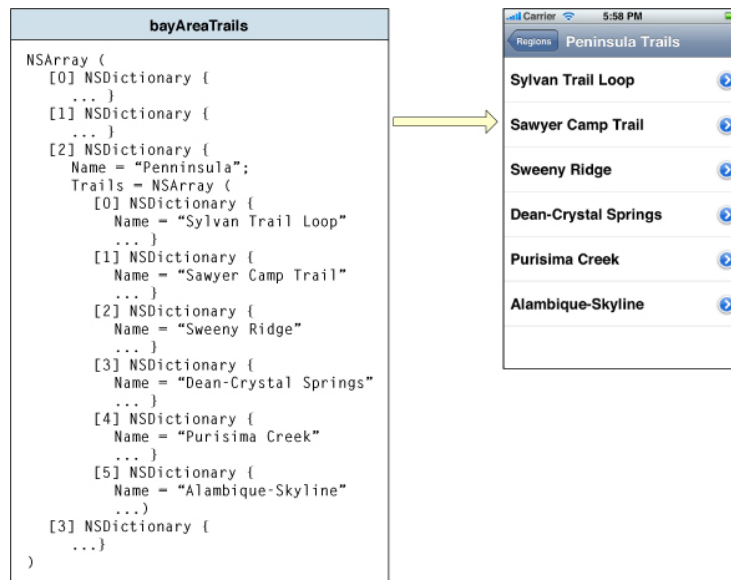 bayAreaTrails
NSArray (
[0] NSDictionary {
... }
[1] NSDictionary {
... }
[2] NSDictionary {
Name = “Penninsula”;
Trails = NSArray (
[0] NSDictionary {
Name = “Sylvan Trail Loop”
... }
[1] NSDictionary {
Name = “Sawyer Camp Trail”
... }
[2] NSDictionary {
Name = “Sweeny Ridge”
... }
[3] NSDictionary {
Name = “Dean-Crystal Springs”
... }
[4] NSDictionary {
Name = “Purisima Creek”
... }
[5] NSDictionary {
Name = “Alambique-Skyline”
...)
[3] NSDictionary {
...}
)
Carrier 5:58 PM
Regions Peninsula Trails
Sylvan Trail Loop
Sawyer Camp Trail
Sweeny Ridge
Dean-Crystal Springs
Purisima Creek
Alambique-Skyline